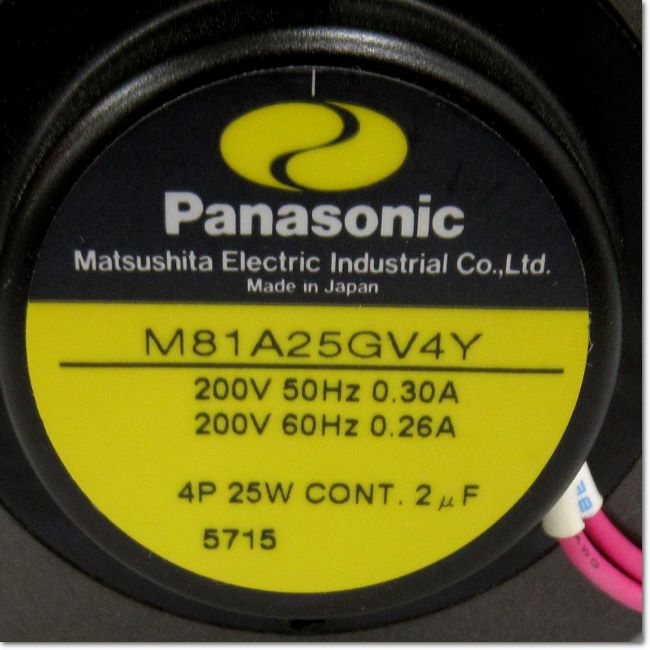 Panasonic
Matsushita Electric Industrial Co.,Ltd.
Made in Japan
M81A25GV4Y
200V 50Hz 0.30A
200V 60Hz 0.26A
4P 25W CONT. 2μF
5715
AWG